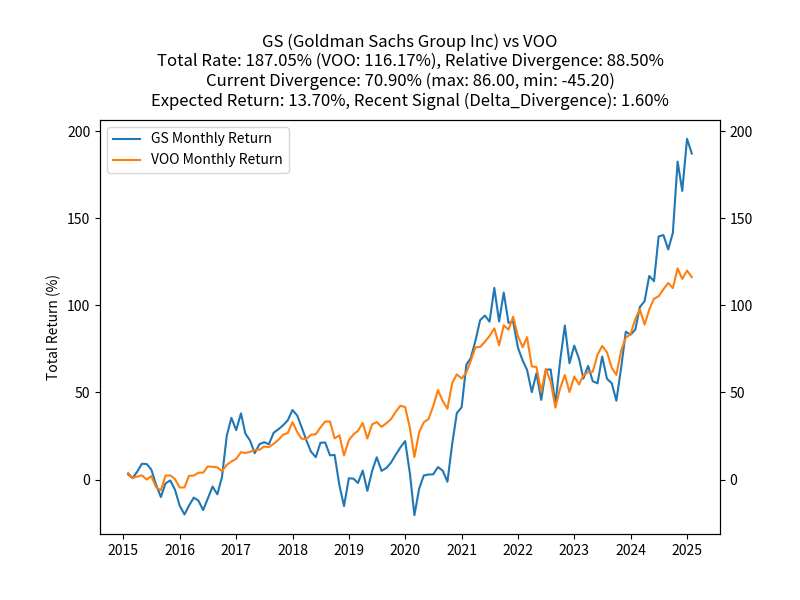 GS (Goldman Sachs Group Inc) vs VOO
Total Rate: 187.05% (VOO: 116.17%), Relative Divergence: 88.50%
Current Divergence: 70.90% (max: 86.00, min: -45.20)
Expected Return: 13.70%, Recent Signal (Delta_Divergence): 1.60%
GS Monthly Return
VOO Monthly Return
Total Return (%)
200
150
100
50
0
200
150
100
50
0
2015 2016 2017 2018 2019 2020 2021 2022 2023 2024 2025